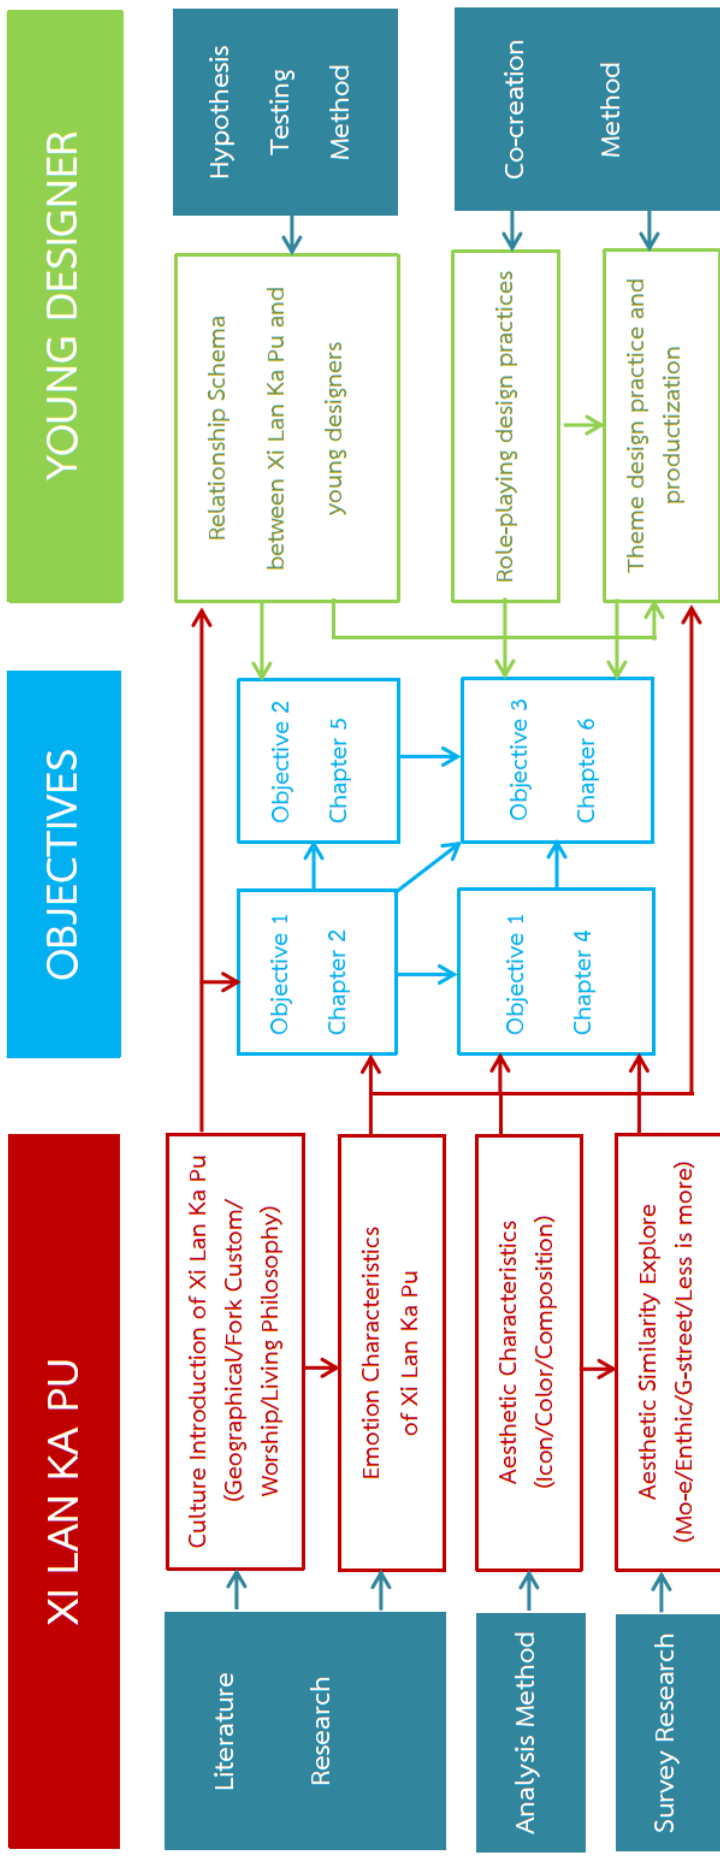 XI LAN KA PU
OBJECTIVES
YOUNG DESIGNER
Literature
Research
Culture Introduction of Xi Lan Ka Pu
(Geographical/Fork Custom/
Worship/Living Philosophy)
Emotion Characteristics
of Xi Lan Ka Pu
Analysis Method
Aesthetic Characteristics
(Icon/Color/Composition)
Survey Research
Aesthetic Similarity Explore
(Mo-e/Enthic/G-street/Less is more)
Objective 1
Chapter 2
Objective 2
Chapter 5
Objective 1
Chapter 4
Objective 3
Chapter 6
Relationship Schema
between Xi Lan Ka Pu and
young designers
Hypothesis
Testing
Method
Role-playing design practices
Theme design practice and
productization
Co-creation
Method